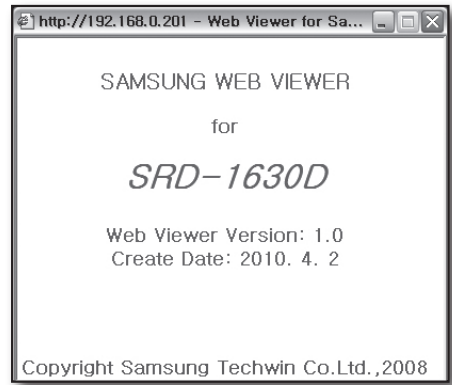 http://192.168.0.201 - Web Viewer for Sa...
SAMSUNG WEB VIEWER
for
SRD-1630D
Web Viewer Version: 1.0
Create Date: 2010. 4. 2
Copyright Samsung Techwin Co.Ltd.,2008